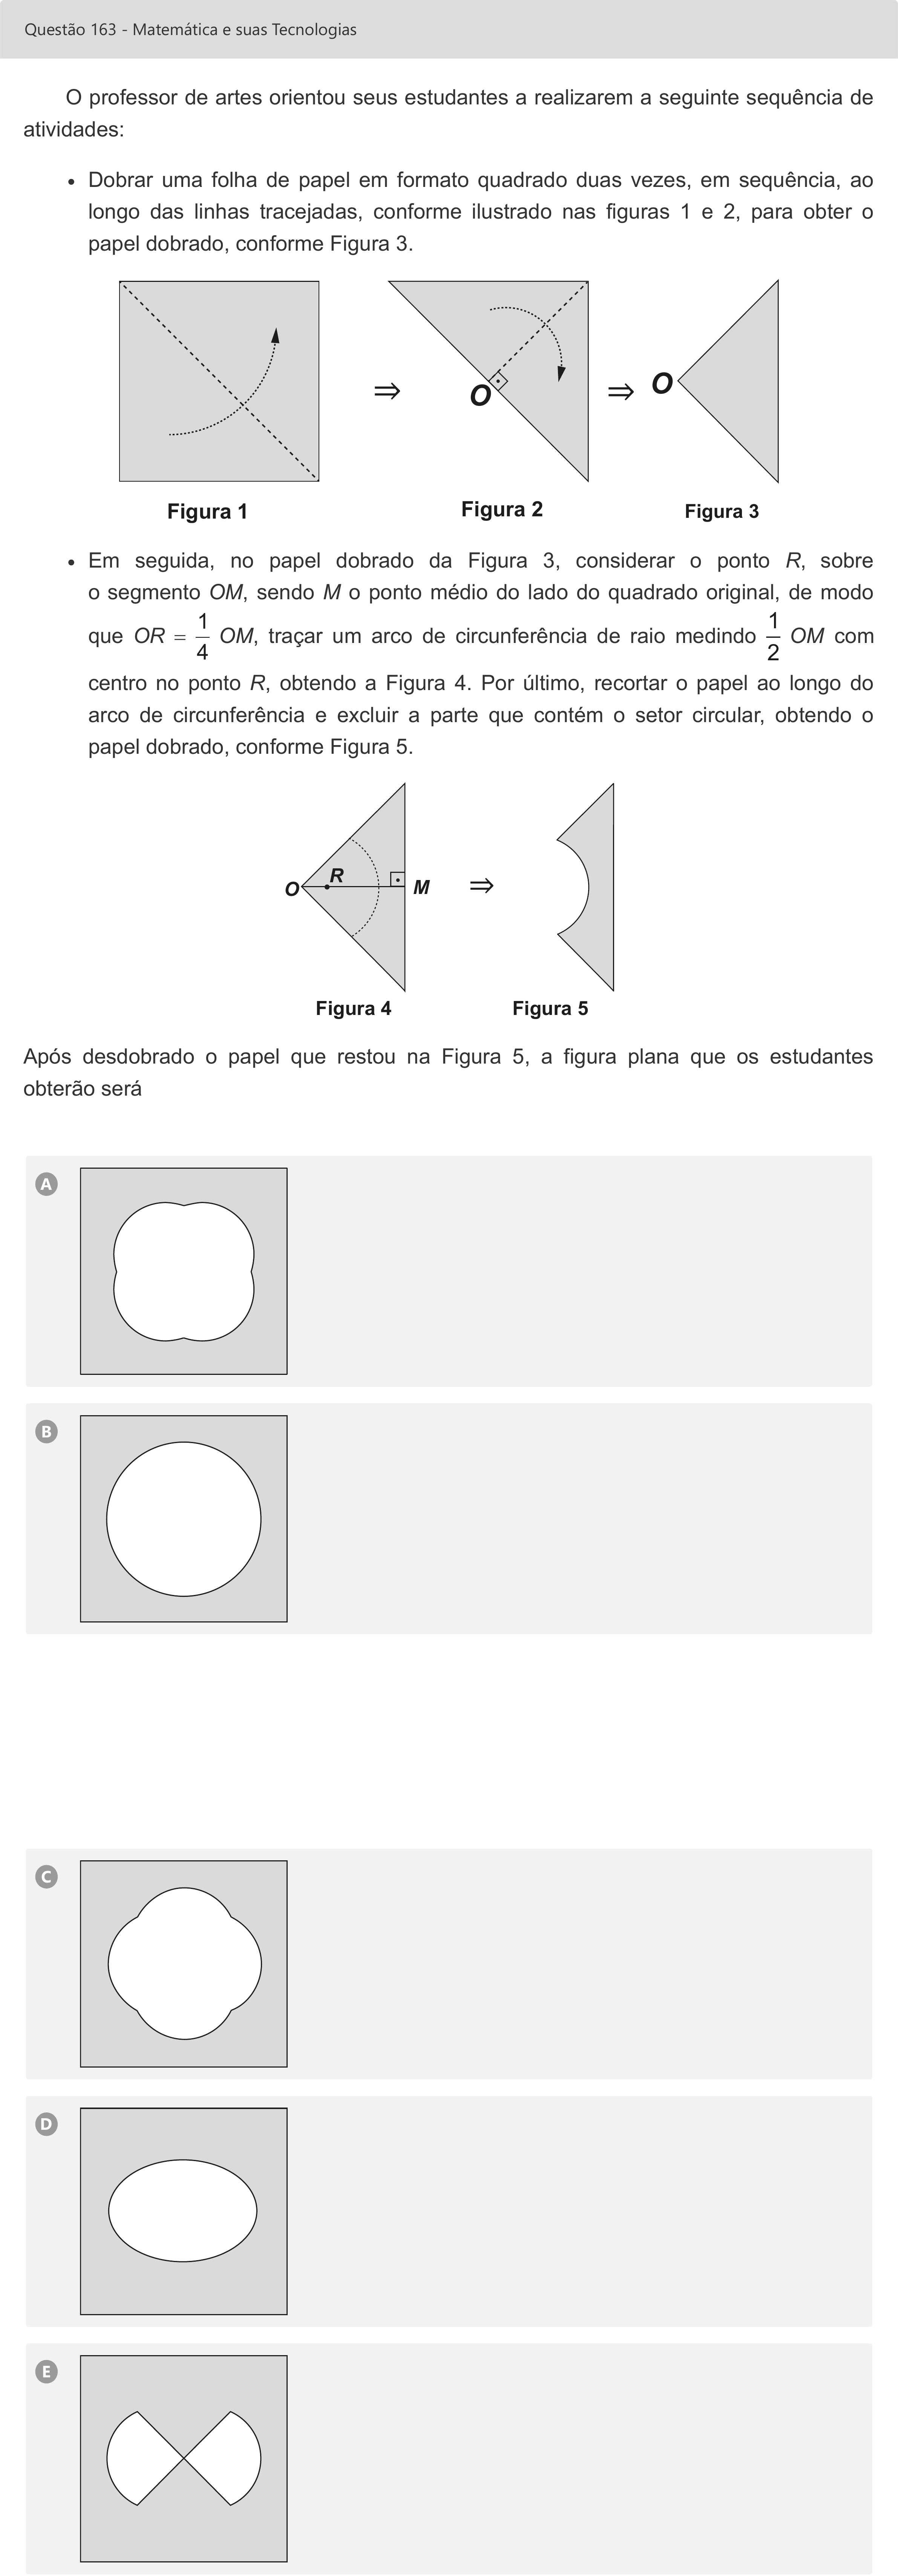 Questão 163 - Matemática e suas Tecnologias
O professor de artes orientou seus estudantes a realizarem a seguinte sequência de
atividades:
• Dobrar uma folha de papel em formato quadrado duas vezes, em sequência, ao
longo das linhas tracejadas, conforme ilustrado nas figuras 1 e 2, para obter o
papel dobrado, conforme Figura 3.
⇒ O ⇒ O
Figura 1 Figura 2 Figura 3
• Em seguida, no papel dobrado da Figura 3, considerar o ponto R, sobre
o segmento OM, sendo M o ponto médio do lado do quadrado original, de modo
que OR = 1/4 OM, traçar um arco de circunferência de raio medindo 1/2 OM com
centro no ponto R, obtendo a Figura 4. Por último, recortar o papel ao longo do
arco de circunferência e excluir a parte que contém o setor circular, obtendo o
papel dobrado, conforme Figura 5.
O R M ⇒
Figura 4 Figura 5
Após desdobrado o papel que restou na Figura 5, a figura plana que os estudantes
obterão será
A
B
C
D
E